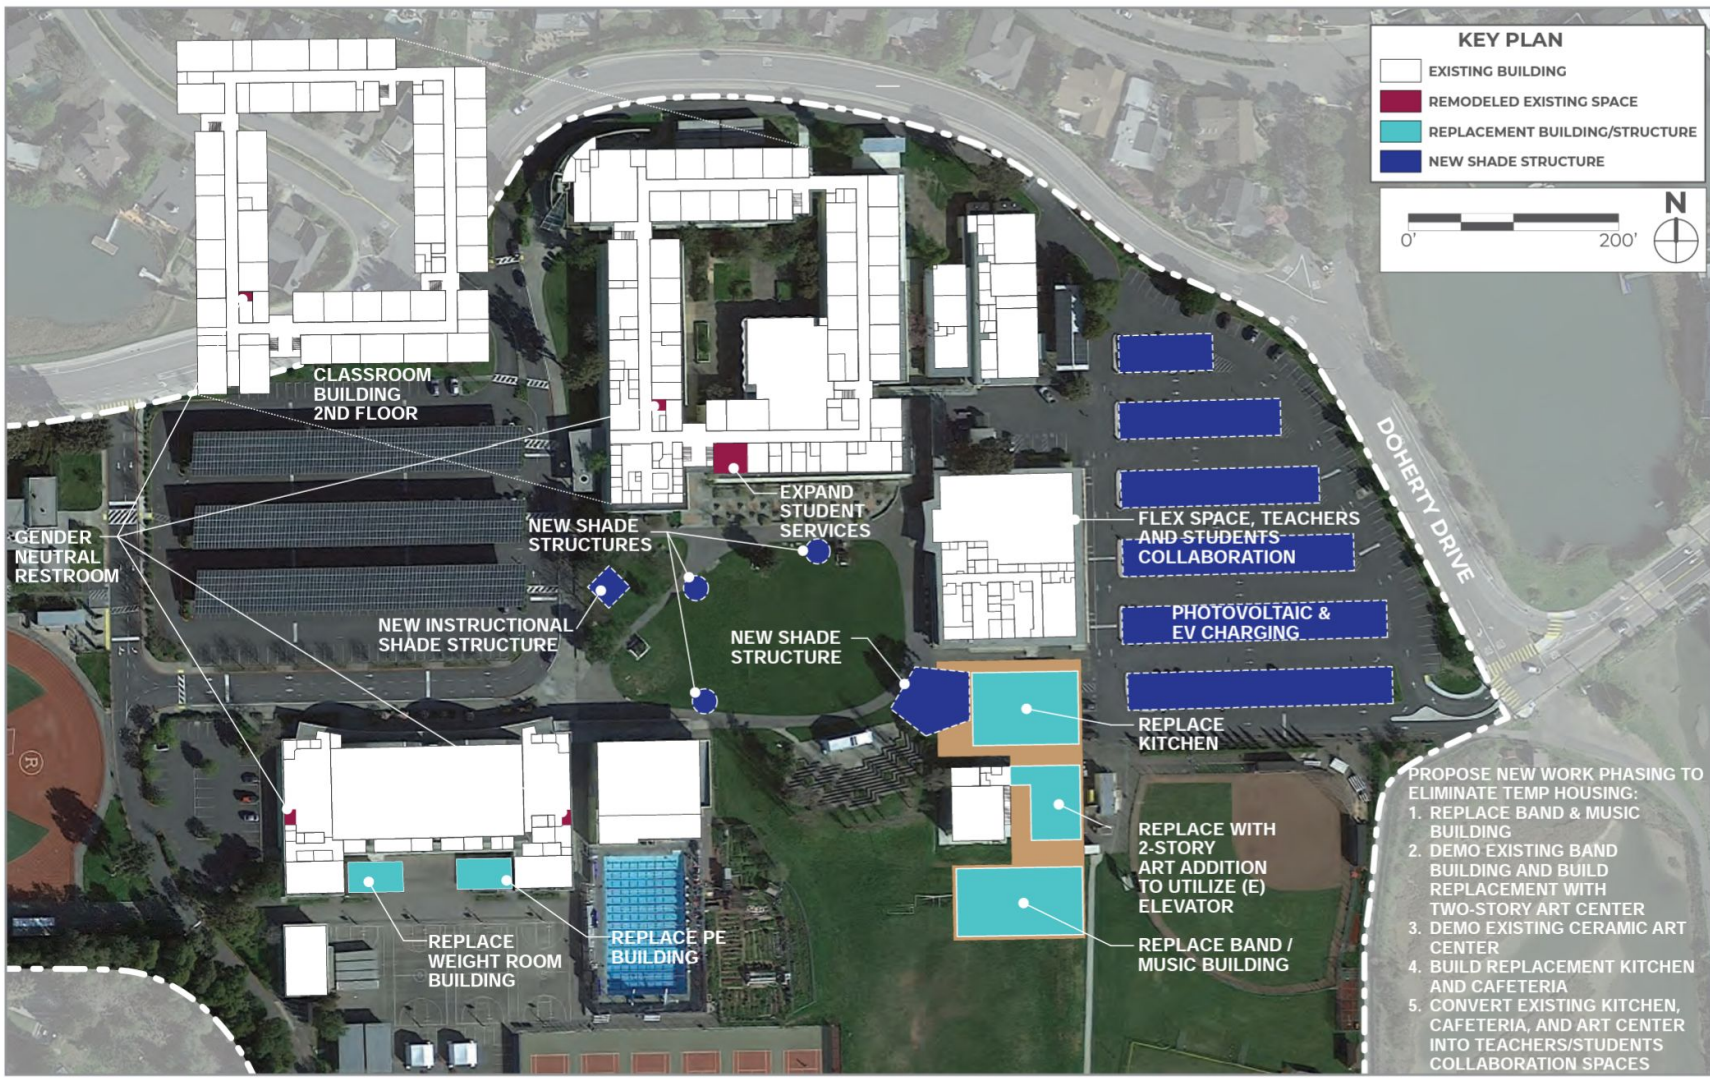 KEY PLAN
EXISTING BUILDING
REMODELED EXISTING SPACE
REPLACEMENT BUILDING/STRUCTURE
NEW SHADE STRUCTURE
N
0' 200'
CLASSROOM
BUILDING
2ND FLOOR
GENDER
NEUTRAL
RESTROOM
EXPAND
STUDENT
SERVICES
NEW SHADE
STRUCTURES
NEW INSTRUCTIONAL
SHADE STRUCTURE
NEW SHADE
STRUCTURE
FLEX SPACE, TEACHERS
AND STUDENTS
COLLABORATION
PHOTOVOLTAIC &
EV CHARGING
DOHERTY DRIVE
REPLACE
KITCHEN
REPLACE WITH
2-STORY
ART ADDITION
TO UTILIZE (E)
ELEVATOR
REPLACE BAND /
MUSIC BUILDING
REPLACE
WEIGHT ROOM
BUILDING
REPLACE PE
BUILDING
R
PROPOSE NEW WORK PHASING TO
ELIMINATE TEMP HOUSING:
1. REPLACE BAND & MUSIC
BUILDING
2. DEMO EXISTING BAND
BUILDING AND BUILD
REPLACEMENT WITH
TWO-STORY ART CENTER
3. DEMO EXISTING CERAMIC ART
CENTER
4. BUILD REPLACEMENT KITCHEN
AND CAFETERIA
5. CONVERT EXISTING KITCHEN,
CAFETERIA, AND ART CENTER
INTO TEACHERS/STUDENTS
COLLABORATION SPACES